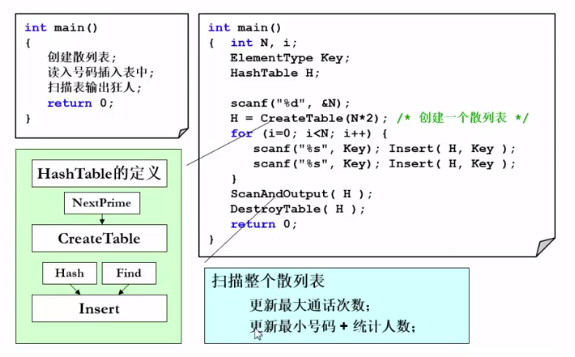 int main()
{
创建散列表;
读入号码插入表中;
扫描表输出狂人;
return 0;
}
int main()
{ int N, i;
ElementType Key;
HashTable H;
scanf("%d", &N);
H = CreateTable(N*2); /* 创建一个散列表 */
for (i=0; i<N; i++) {
scanf("%s", Key); Insert( H, Key );
scanf("%s", Key); Insert( H, Key );
}
ScanAndOutput( H );
DestroyTable( H );
return 0;
}
HashTable的定义
NextPrime
CreateTable
Hash Find
Insert
扫描整个散列表
更新最大通话次数;
更新最小号码 + 统计人数;